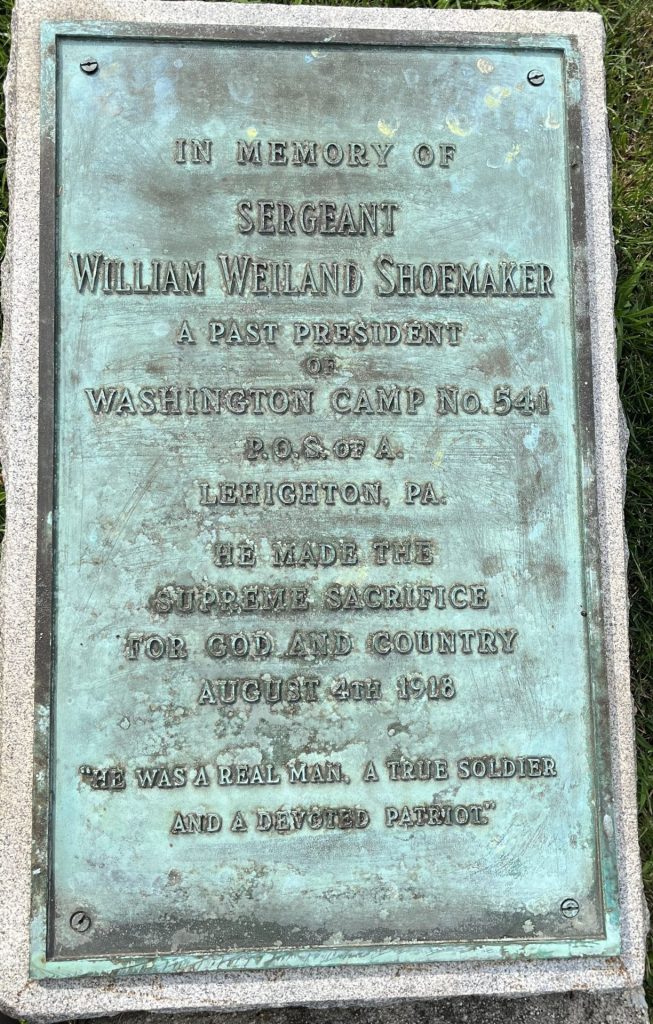 IN MEMORY OF
SERGEANT
WILLIAM WEILAND SHOEMAKER
A PAST PRESIDENT
OF
WASHINGTON CAMP NO. 541
P.O.S. OF A.
LEHIGHTON, PA.
HE MADE THE
SUPREME SACRIFICE
FOR GOD AND COUNTRY
AUGUST 4TH 1918
"HE WAS A REAL MAN, A TRUE SOLDIER
AND A DEVOTED PATRIOT."